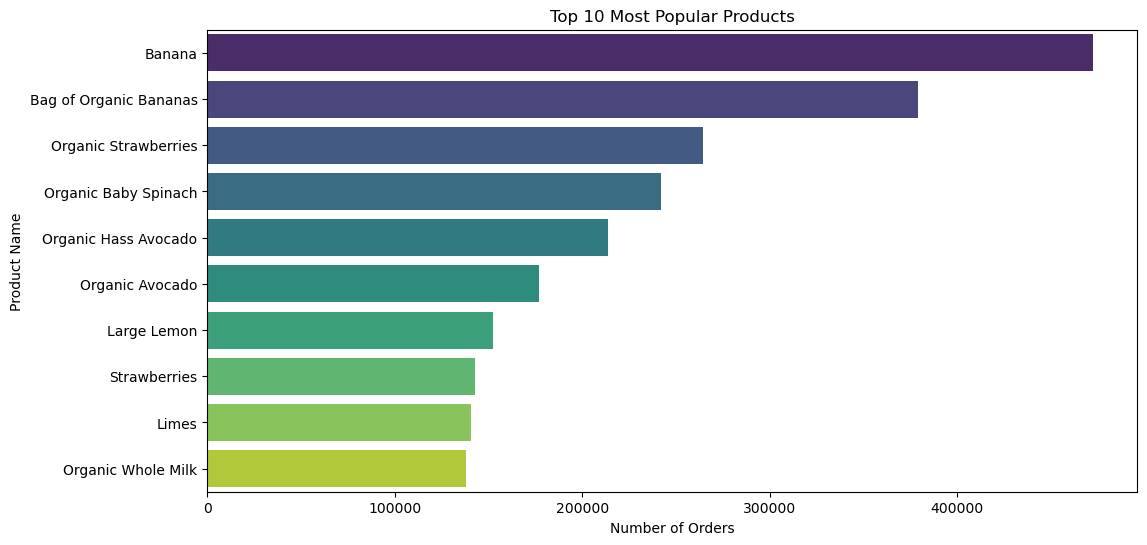 Top 10 Most Popular Products
Product Name
Banana
Bag of Organic Bananas
Organic Strawberries
Organic Baby Spinach
Organic Hass Avocado
Organic Avocado
Large Lemon
Strawberries
Limes
Organic Whole Milk
0 100000 200000 300000 400000
Number of Orders